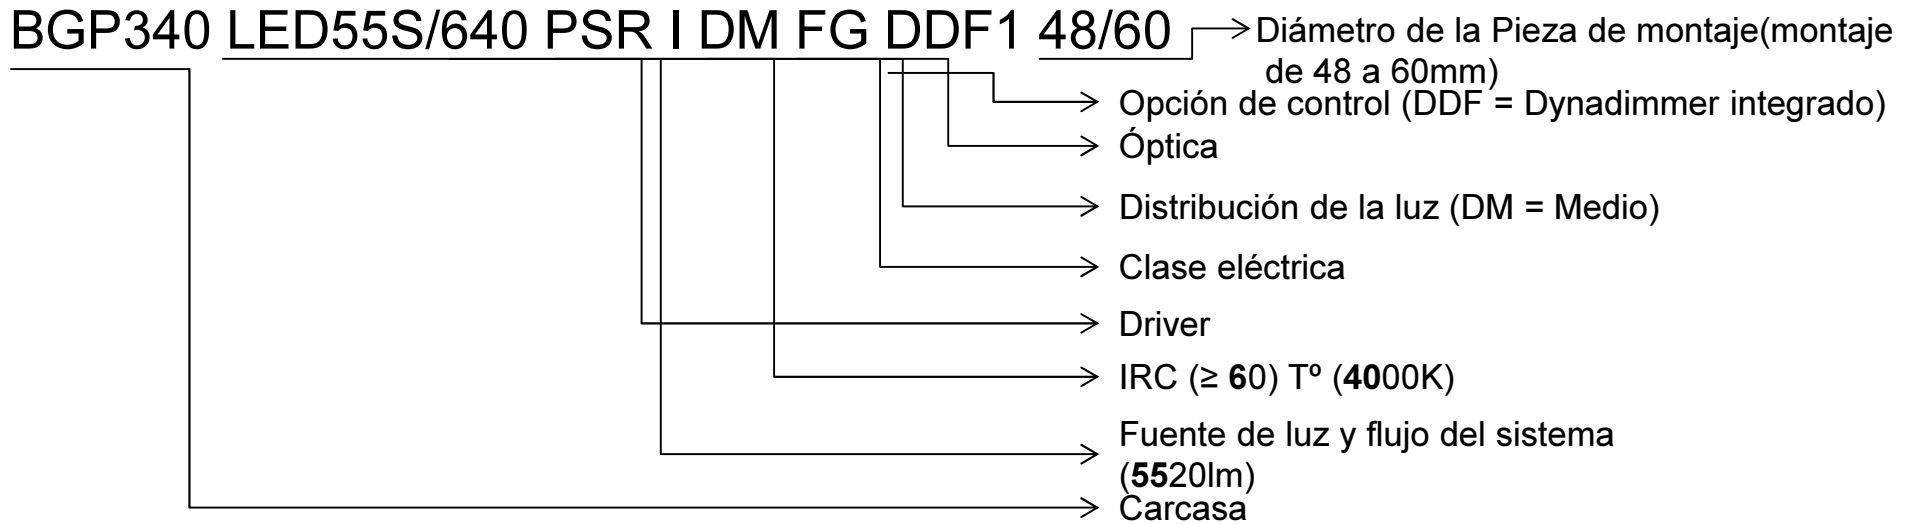 BGP340 LED55S/640 PSR I DM FG DDF1 48/60
Diámetro de la Pieza de montaje(montaje
de 48 a 60mm)
Opción de control (DDF = Dynadimmer integrado)
Óptica
Distribución de la luz (DM = Medio)
Clase eléctrica
Driver
IRC (≥ 60) Tº (4000K)
Fuente de luz y flujo del sistema
(5520lm)
Carcasa